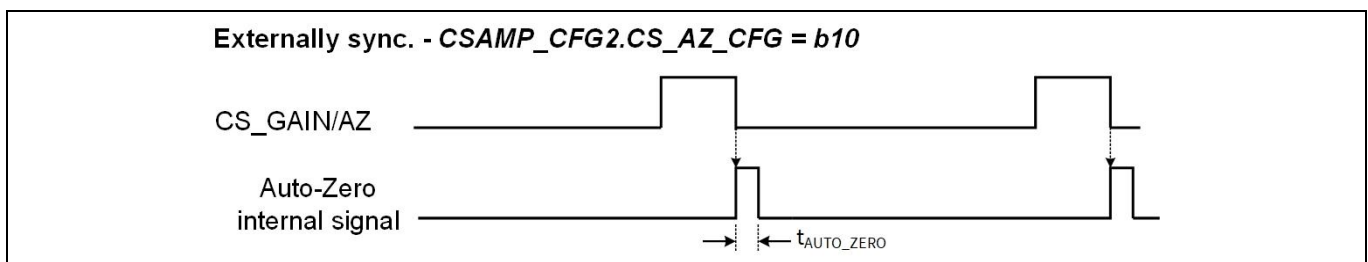 Externally sync. - CSAMP_CFG2.CS_AZ_CFG = b10
CS_GAIN/AZ
Auto-Zero
internal signal
tAUTO_ZERO